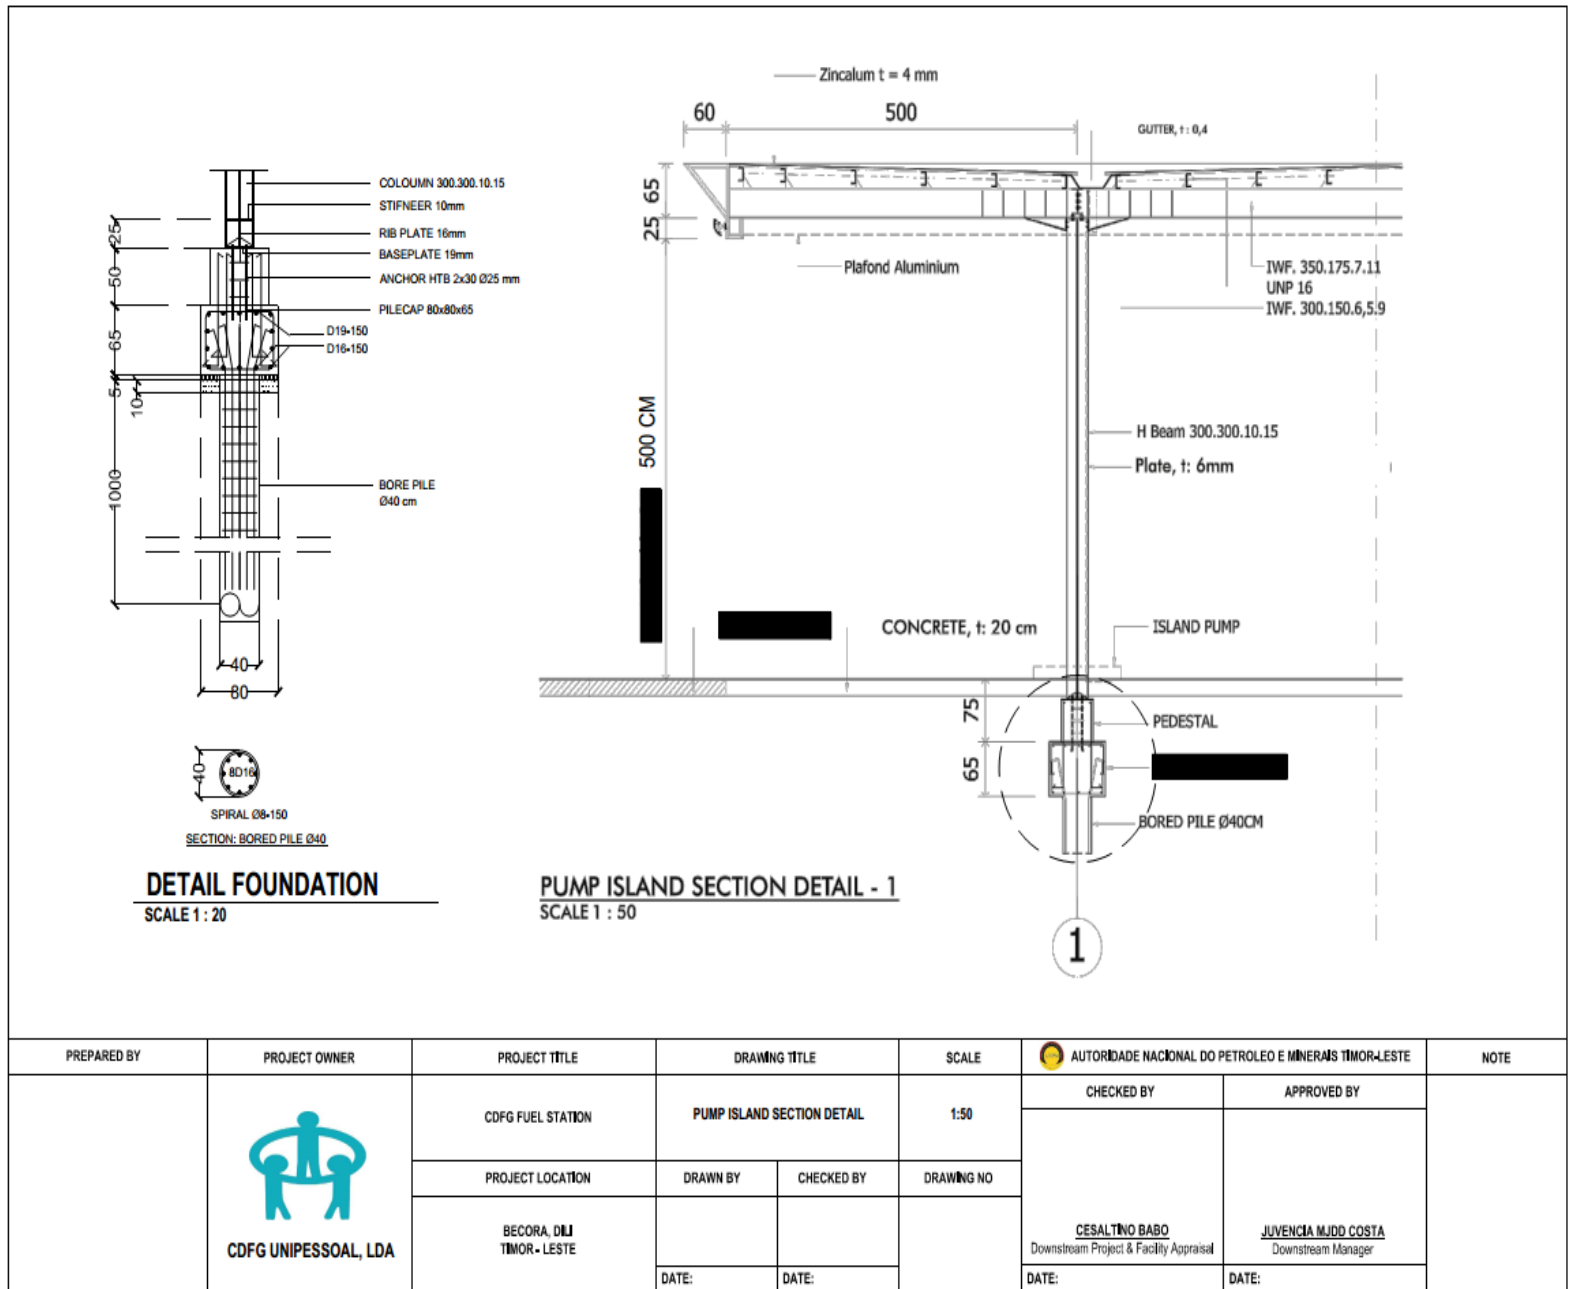 Zincalum t = 4 mm
60
500
GUTTER, t : 0,4
65
25
Plafond Aluminium
IWF. 350.175.7.11
UNP 16
IWF. 300.150.6,5.9
500 CM
H Beam 300.300.10.15
Plate, t: 6mm
CONCRETE, t: 20 cm
ISLAND PUMP
75
PEDESTAL
65
BORED PILE Ø40CM
1
PUMP ISLAND SECTION DETAIL - 1
SCALE 1 : 50
COLOUMN 300.300.10.15
STIFNEER 10mm
RIB PLATE 16mm
BASEPLATE 19mm
ANCHOR HTB 2x30 Ø25 mm
PILECAP 80x80x65
D19-150
D16-150
25
50
65
5
10
1000
BORE PILE
Ø40 cm
40
80
40
8D16
SPIRAL Ø8-150
SECTION: BORED PILE Ø40
DETAIL FOUNDATION
SCALE 1 : 20
PREPARED BY
PROJECT OWNER
CDFG UNIPESSOAL, LDA
PROJECT TITLE
CDFG FUEL STATION
PROJECT LOCATION
BECORA, DILI
TIMOR - LESTE
DRAWING TITLE
PUMP ISLAND SECTION DETAIL
DRAWN BY
CHECKED BY
DATE:
DATE:
SCALE
1:50
DRAWING NO
AUTORIDADE NACIONAL DO PETROLEO E MINERAIS TIMOR-LESTE
CHECKED BY
APPROVED BY
CESALTINO BABO
Downstream Project & Facility Appraisal
JUVENCIA MJDD COSTA
Downstream Manager
DATE:
DATE:
NOTE